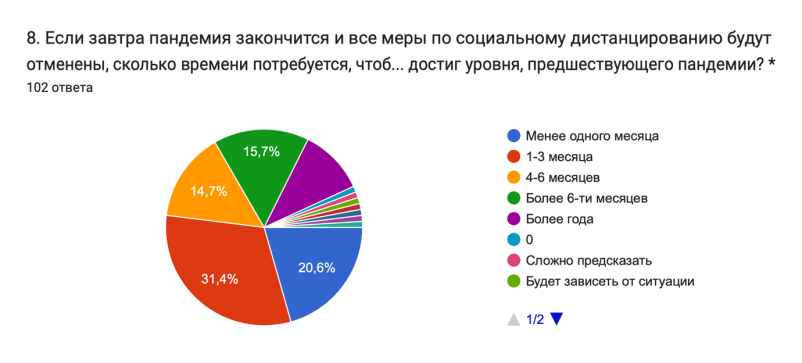 8. Если завтра пандемия закончится и все меры по социальному дистанцированию будут
отменены, сколько времени потребуется, чтоб... достиг уровня, предшествующего пандемии? *
102 ответа
15,7%
14,7%
31,4%
20,6%
Менее одного месяца
1-3 месяца
4-6 месяцев
Более 6-ти месяцев
Более года
0
Сложно предсказать
Будет зависеть от ситуации
1/2